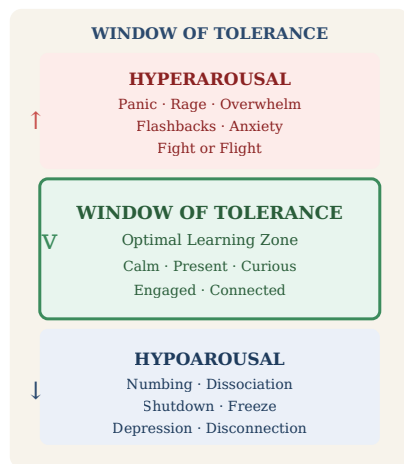 WINDOW OF TOLERANCE
HYPERAROUSAL
Panic · Rage · Overwhelm
↑
Flashbacks · Anxiety
Fight or Flight
WINDOW OF TOLERANCE
v
Optimal Learning Zone
Calm · Present · Curious
Engaged · Connected
HYPOAROUSAL
Numbing · Dissociation
↓
Shutdown · Freeze
Depression · Disconnection